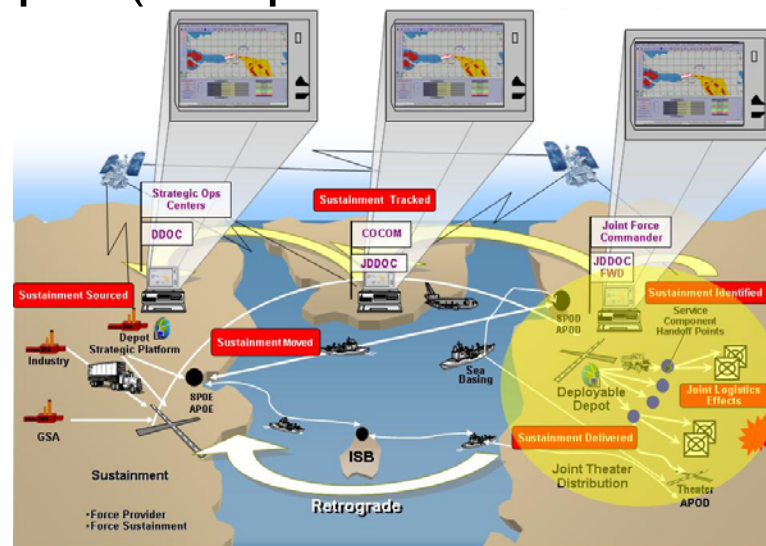 Strategic Ops
Centers
DDOC
Sustainment Tracked
COCOM
JDDOC
Joint Force
Commander
JDDOC
FWD
Sustainment Sourced
Sustainment Identified
Depot
Strategic Platform
Industry
Sustainment Moved
SPOE
APOE
GSA
Sea
Basing
SPOD
APOD
Service
Component
Handoff Points
Deployable
Depot
Joint Logistics
Effects
Sustainment Delivered
ISB
Sustainment
Retrograde
Joint Theater
Distribution
Theater
APOD
•Force Provider
•Force Sustainment